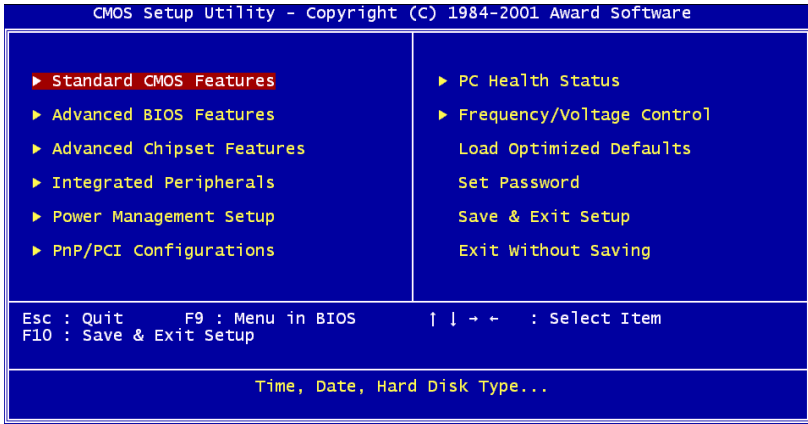 CMOS Setup Utility - Copyright (C) 1984-2001 Award Software
▶ Standard CMOS Features
▶ Advanced BIOS Features
▶ Advanced Chipset Features
▶ Integrated Peripherals
▶ Power Management Setup
▶ PnP/PCI Configurations
▶ PC Health Status
▶ Frequency/Voltage Control
Load Optimized Defaults
Set Password
Save & Exit Setup
Exit Without Saving
Esc : Quit F9 : Menu in BIOS ↑ ↓ → ← : Select Item
F10 : Save & Exit Setup
Time, Date, Hard Disk Type...